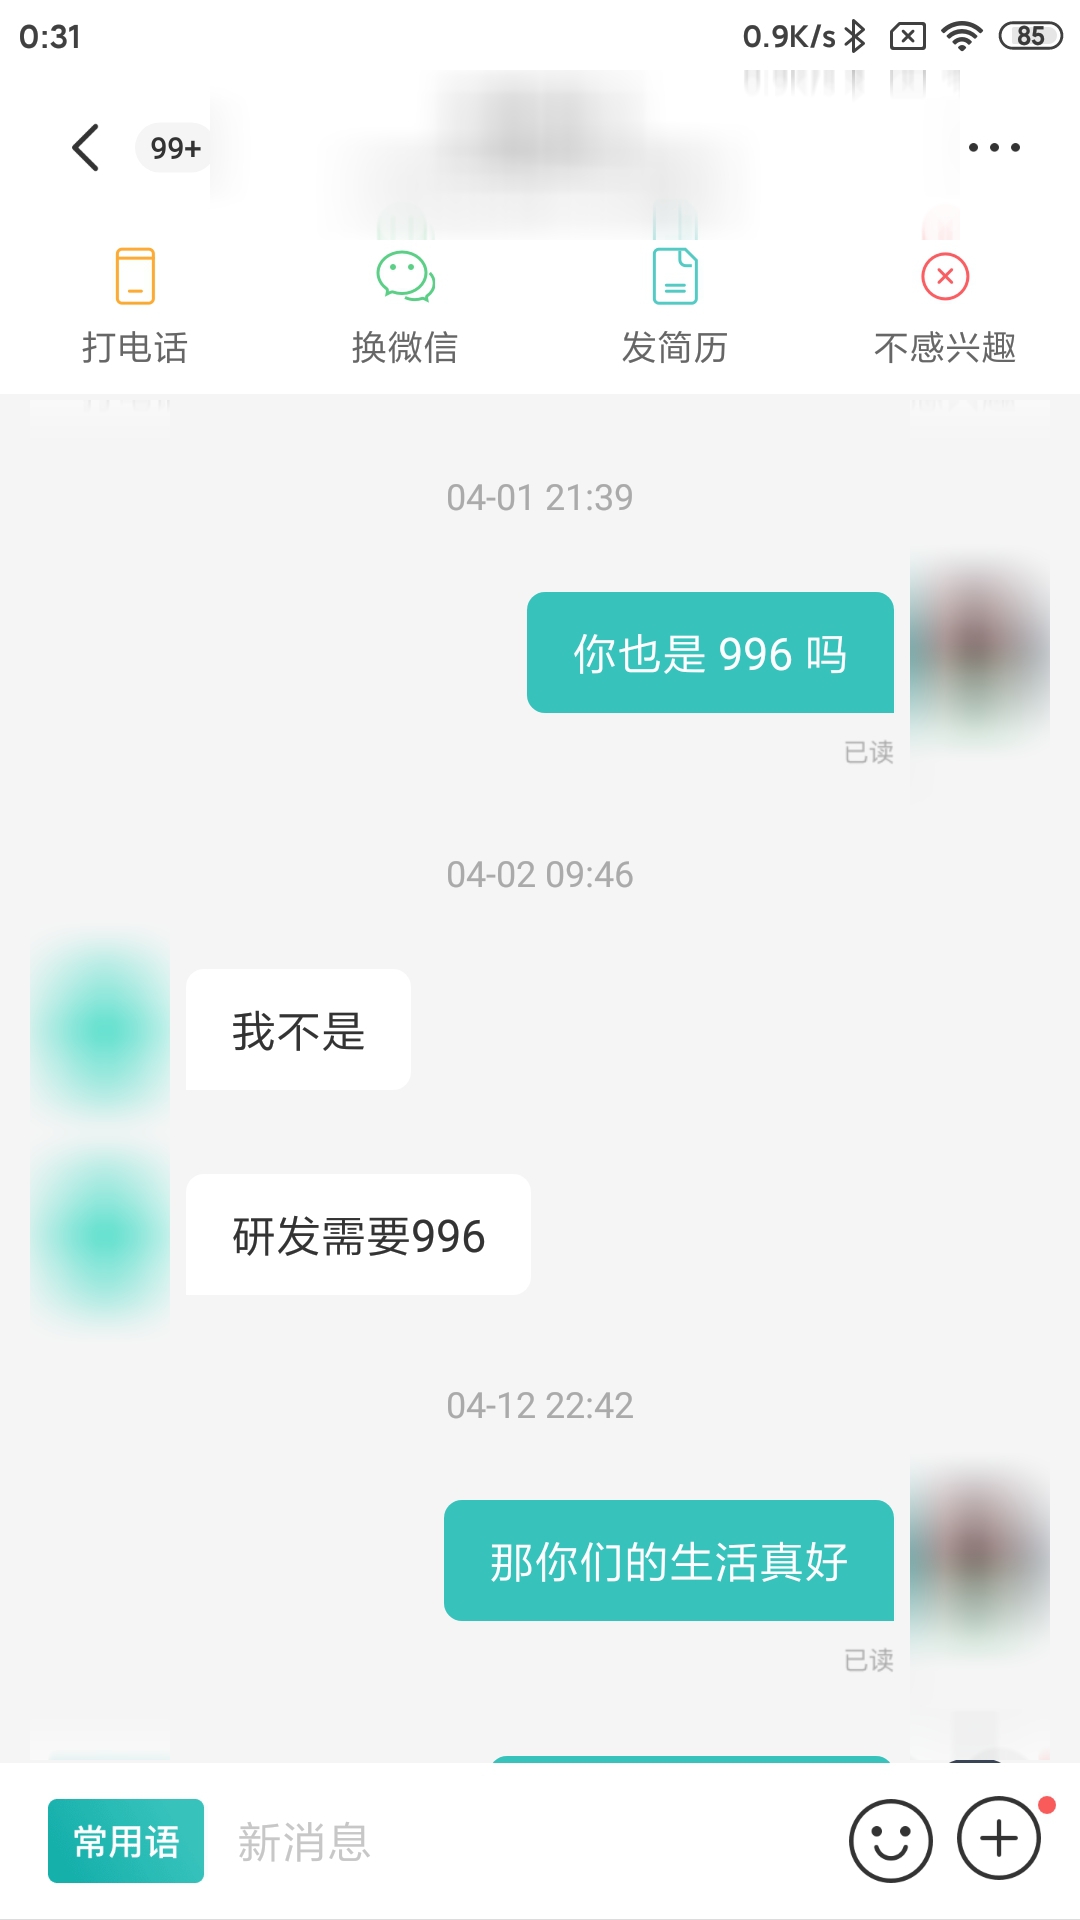 0:31 0.9K/s 85
99+
打电话 换微信 发简历 不感兴趣
04-01 21:39
你也是 996 吗
已读
04-02 09:46
我不是
研发需要996
04-12 22:42
那你们的生活真好
已读
常用语 新消息